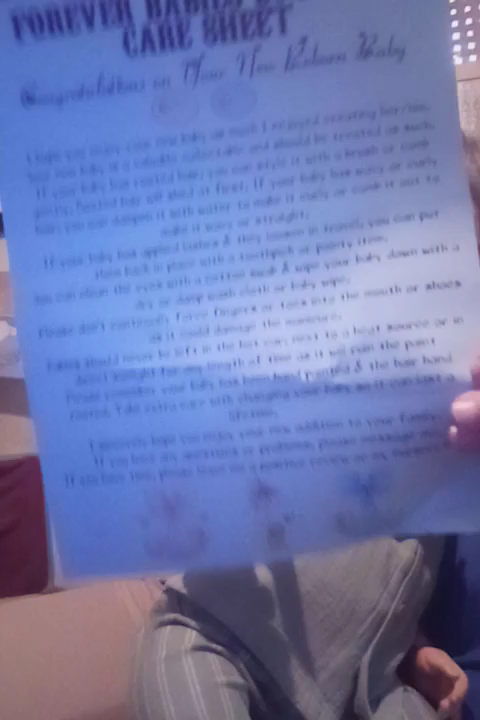 FOREVER BABIES
CARE SHEET
Congratulations on Your New Reborn Baby
I hope you enjoy your new baby as much I enjoyed creating
new baby is a valuable collectable and should be treated as such.
If your baby has rooted hair you can style it with a brush or comb
gently. Rooted hair will shed at first. If your baby has wavy or curly
hair you can dampen it with water to make it curly or comb it out to
make it wavy or straight.
If your baby has applied lashes & they loosen in travels you can put
them back in place with a toothpick or pointy item.
You can clean the eyes with a cotton swab & wipe your baby down with a
dry or damp wash cloth or baby wipe.
Please don't continually force fingers or toes into the mouth or shoes
as it could damage the
Babies should never be left in the hot car, next to a heat source or in
direct sunlight for any length of time as it will ruin the paint
Please remember your baby has been hand painted & the hair hand
rooted. Take extra care with changing your baby so it can last a
lifetime.
I sincerely hope you enjoy your new addition to your family.
If you have any questions or problems, please message
If you love this, please leave me a positive review on my